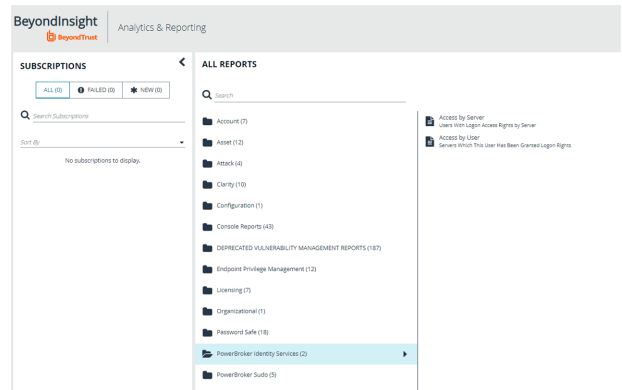 BeyondInsight
BeyondTrust
Analytics & Reporting
SUBSCRIPTIONS
ALL (0)
FAILED (0)
NEW (0)
Search Subscriptions
Sort By
No subscriptions to display.
ALL REPORTS
Search
Account (7)
Asset (12)
Attack (4)
Clarity (10)
Configuration (1)
Console Reports (43)
DEPRECATED VULNERABILITY MANAGEMENT REPORTS (187)
Endpoint Privilege Management (12)
Licensing (7)
Organizational (1)
Password Safe (18)
PowerBroker Identity Services (2)
PowerBroker Sudo (5)
Access by Server
Users With Logon Access Rights by Server
Access by User
Servers Which This User Has Been Granted Logon Rights